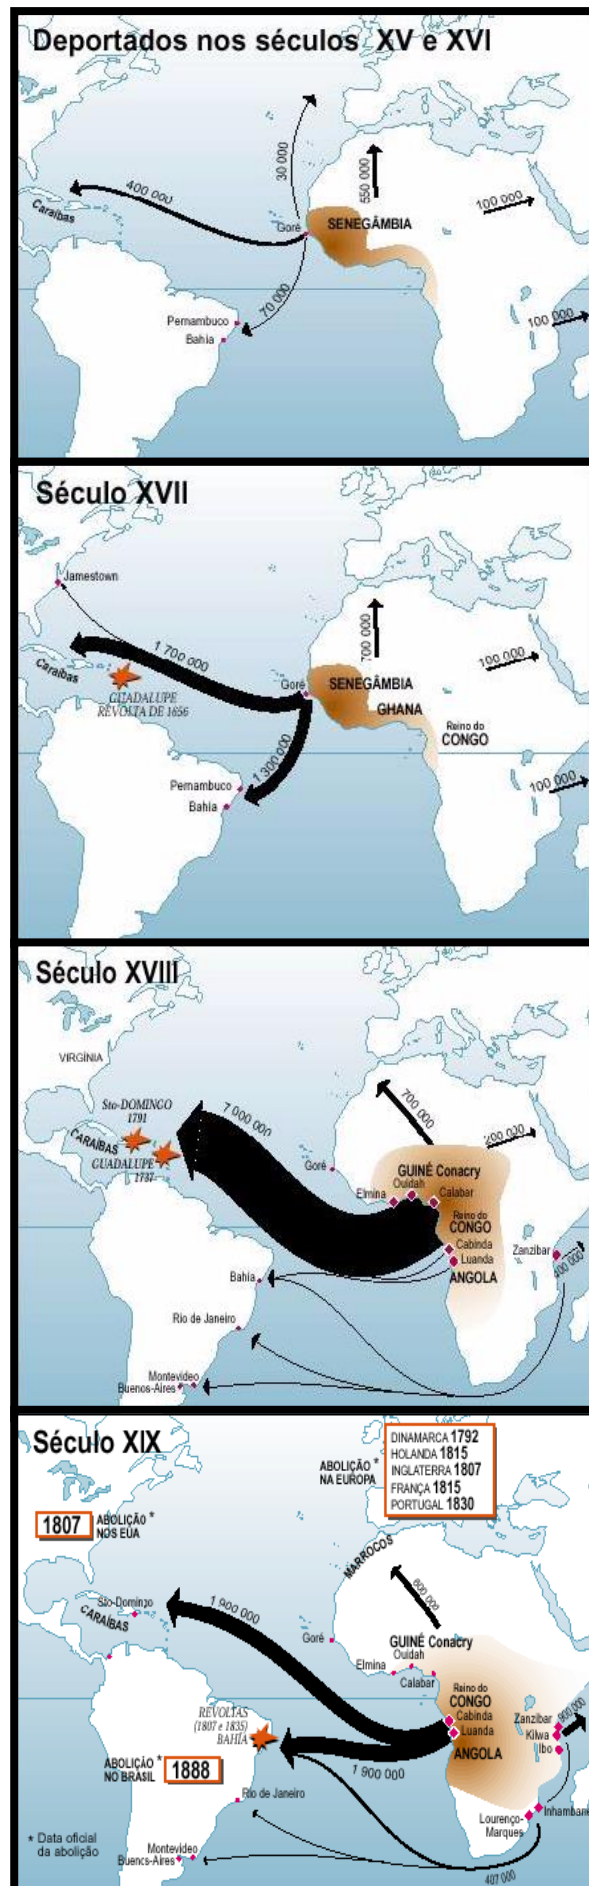 Deportados nos séculos XV e XVI
30 000
550 000
400 000
100 000
Caraíbas
Goré
SENEGÂMBIA
70 000
Pernambuco
Bahia
100 000
Século XVII
Jamestown
700 000
1 700 000
100 000
Caraíbas
GUADALUPE
REVOLTA DE 1656
Goré
SENEGÂMBIA
GHANA
Reino do
CONGO
1 300 000
Pernambuco
Bahia
100 000
Século XVIII
VIRGÍNIA
Sto-DOMINGO
1791
7 000 000
700 000
200 000
CARAÍBAS
GUADALUPE
1737
Goré
GUINÉ Conacry
Ouidah
Elmina
Calabar
Reino do
CONGO
Cabinda
Luanda
Zanzibar
400 000
ANGOLA
Bahia
Rio de Janeiro
Montevideo
Buenos-Aires
Século XIX
ABOLIÇÃO *
NA EUROPA
DINAMARCA 1792
HOLANDA 1815
INGLATERRA 1807
FRANÇA 1815
PORTUGAL 1830
1807
ABOLIÇÃO *
NOS EUA
MARROCOS
600 000
São-Domingo
CARAÍBAS
1 900 000
Goré
GUINÉ Conacry
Ouidah
Elmina
Calabar
Reino do
CONGO
Cabinda
Luanda
Zanzibar
Kilwa
Ibo
900 000
REVOLTAS
(1807 e 1835)
BAHIA
ANGOLA
1 900 000
ABOLIÇÃO *
NO BRASIL
1888
Rio de Janeiro
Inhambane
Lourenço-
Marques
* Data oficial
da abolição
Montevideo
Buenos-Aires
407 000